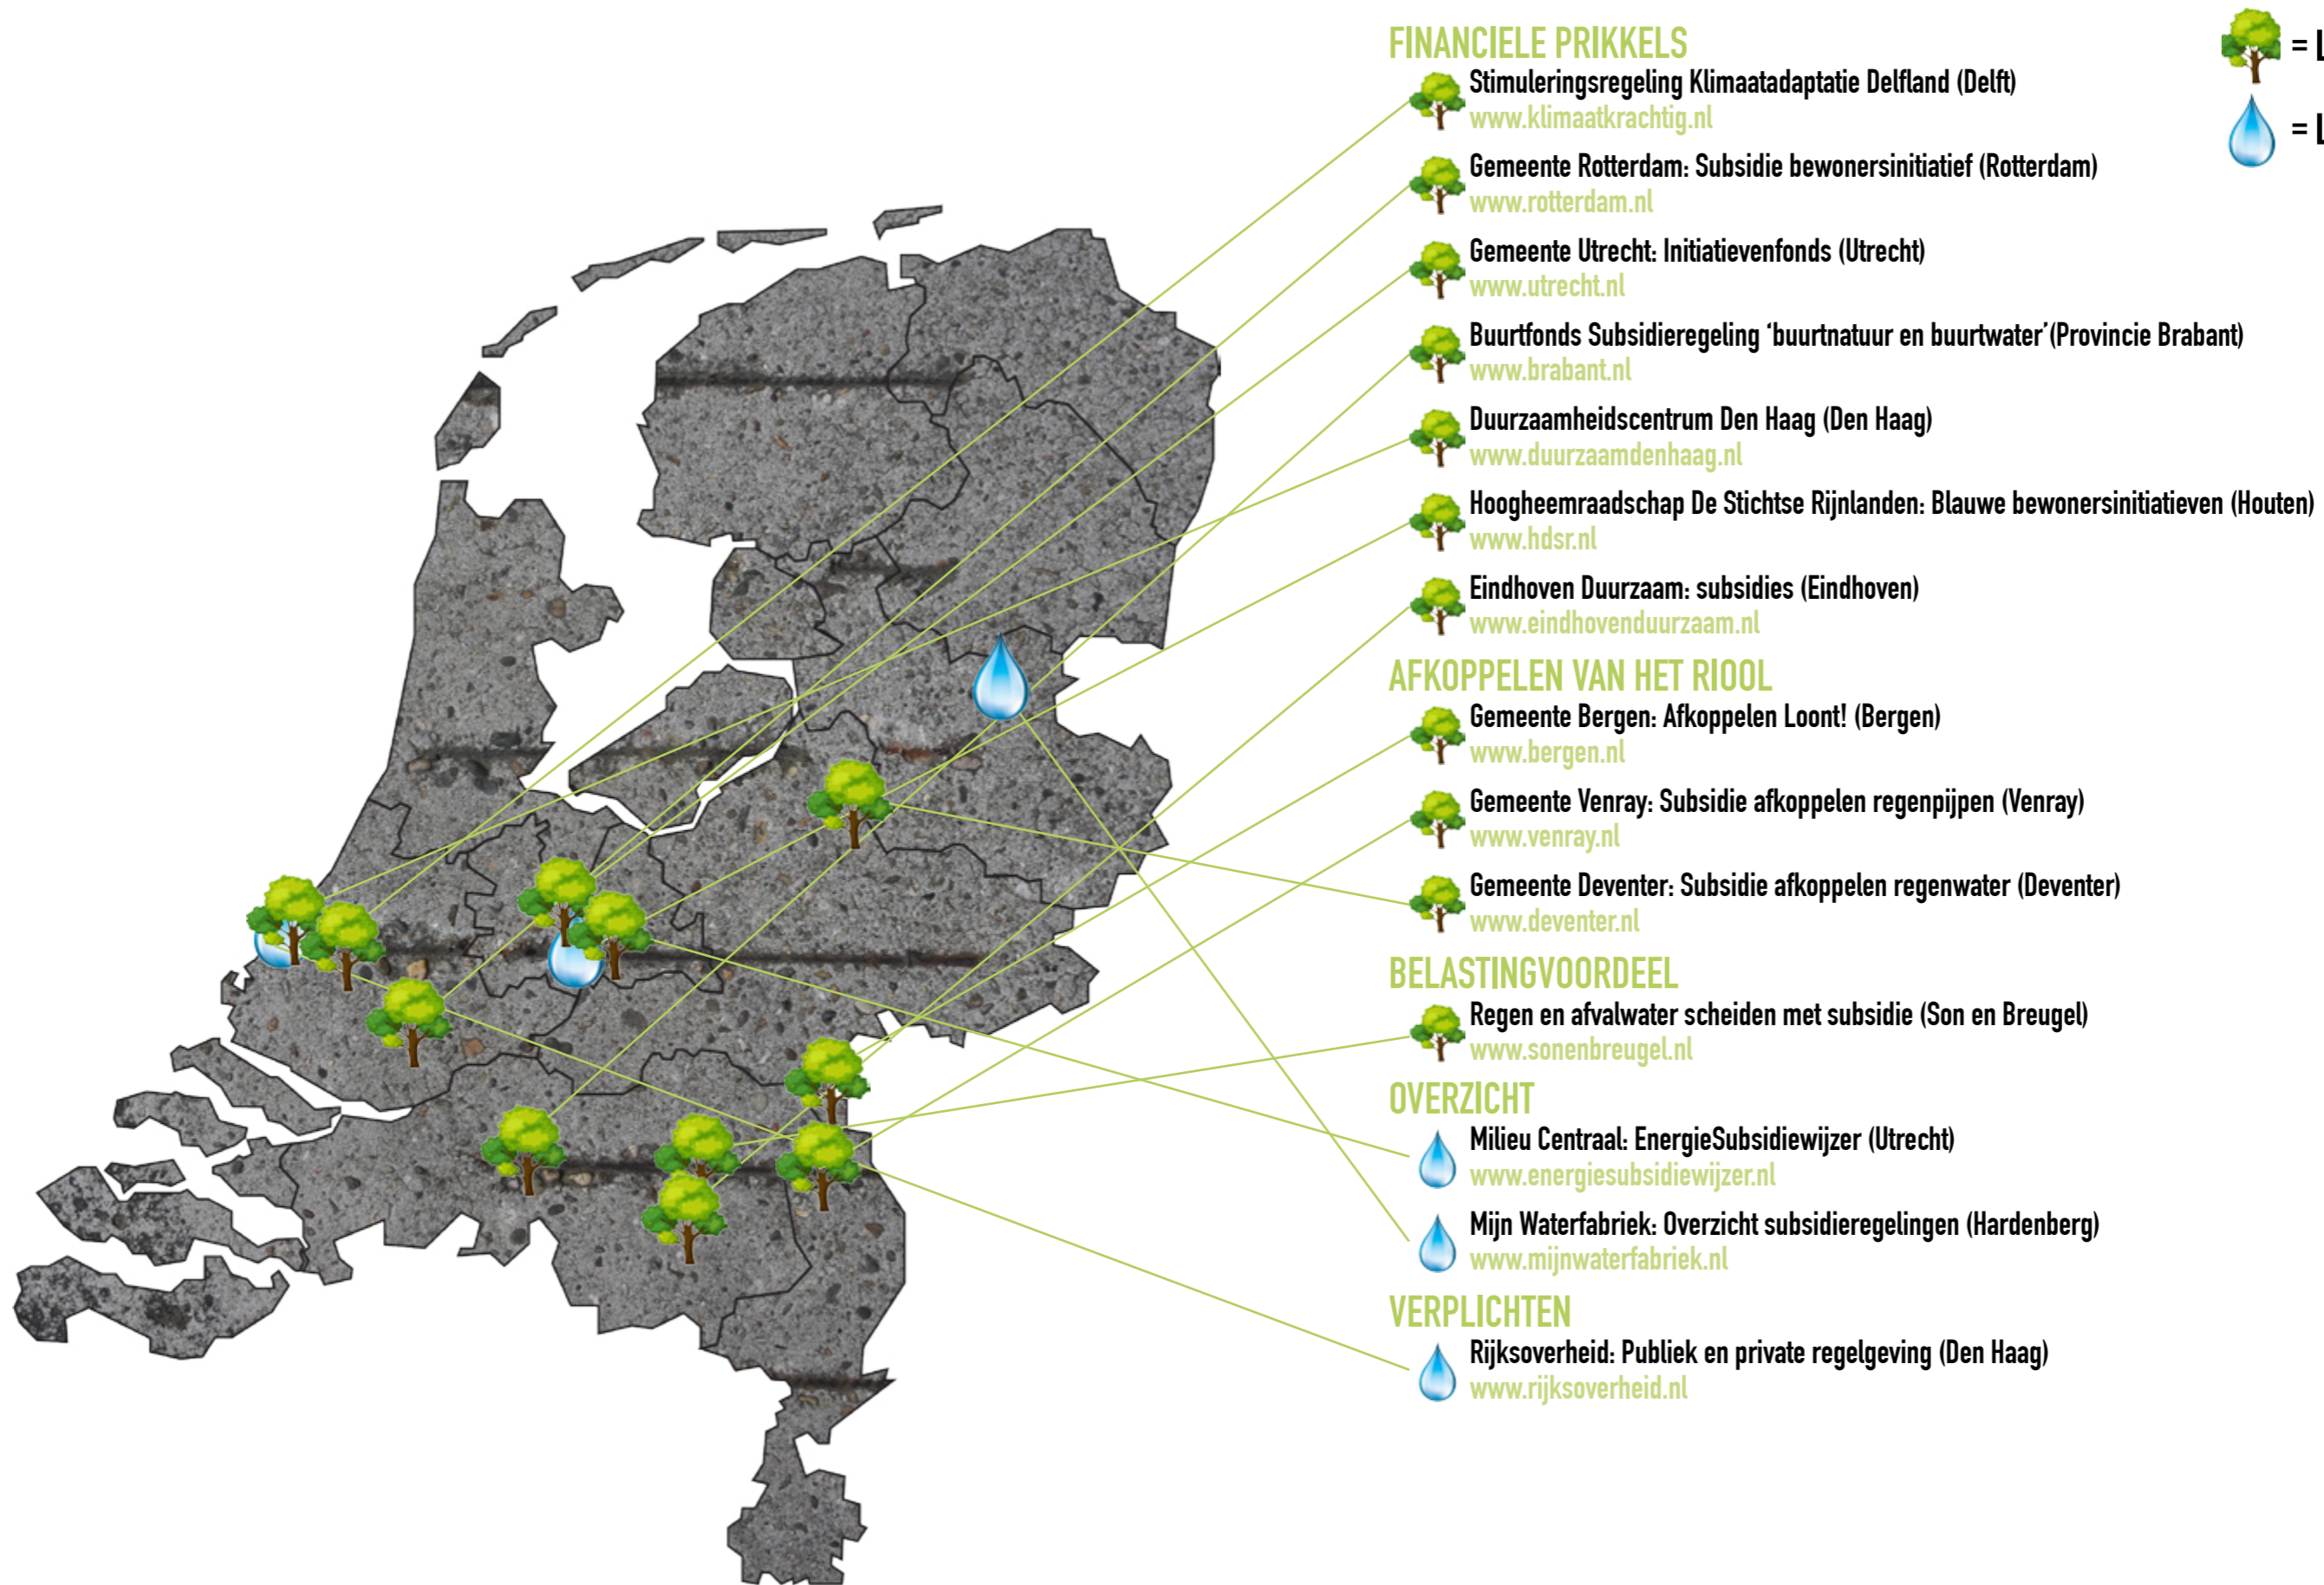 FINANCIELE PRIKKELS
Stimuleringsregeling Klimaatadaptatie Delfland (Delft)
www.klimaatkrachtig.nl
Gemeente Rotterdam: Subsidie bewonersinitiatief (Rotterdam)
www.rotterdam.nl
Gemeente Utrecht: Initiatievenfonds (Utrecht)
www.utrecht.nl
Buurtfonds Subsidieregeling ‘buurtnatuur en buurtwater’(Provincie Brabant)
www.brabant.nl
Duurzaamheidscentrum Den Haag (Den Haag)
www.duurzaamdenhaag.nl
Hoogheemraadschap De Stichtse Rijnlanden: Blauwe bewonersinitiatieven (Houten)
www.hdsr.nl
Eindhoven Duurzaam: subsidies (Eindhoven)
www.eindhovenduurzaam.nl
AFKOPPELEN VAN HET RIOOL
Gemeente Bergen: Afkoppelen Loont! (Bergen)
www.bergen.nl
Gemeente Venray: Subsidie afkoppelen regenpijpen (Venray)
www.venray.nl
Gemeente Deventer: Subsidie afkoppelen regenwater (Deventer)
www.deventer.nl
BELASTINGVOORDEEL
Regen en afvalwater scheiden met subsidie (Son en Breugel)
www.sonenbreugel.nl
OVERZICHT
Milieu Centraal: EnergieSubsidiewijzer (Utrecht)
www.energiesubsidiewijzer.nl
Mijn Waterfabriek: Overzicht subsidieregelingen (Hardenberg)
www.mijnwaterfabriek.nl
VERPLICHTEN
Rijksoverheid: Publiek en private regelgeving (Den Haag)
www.rijksoverheid.nl
= L
= L